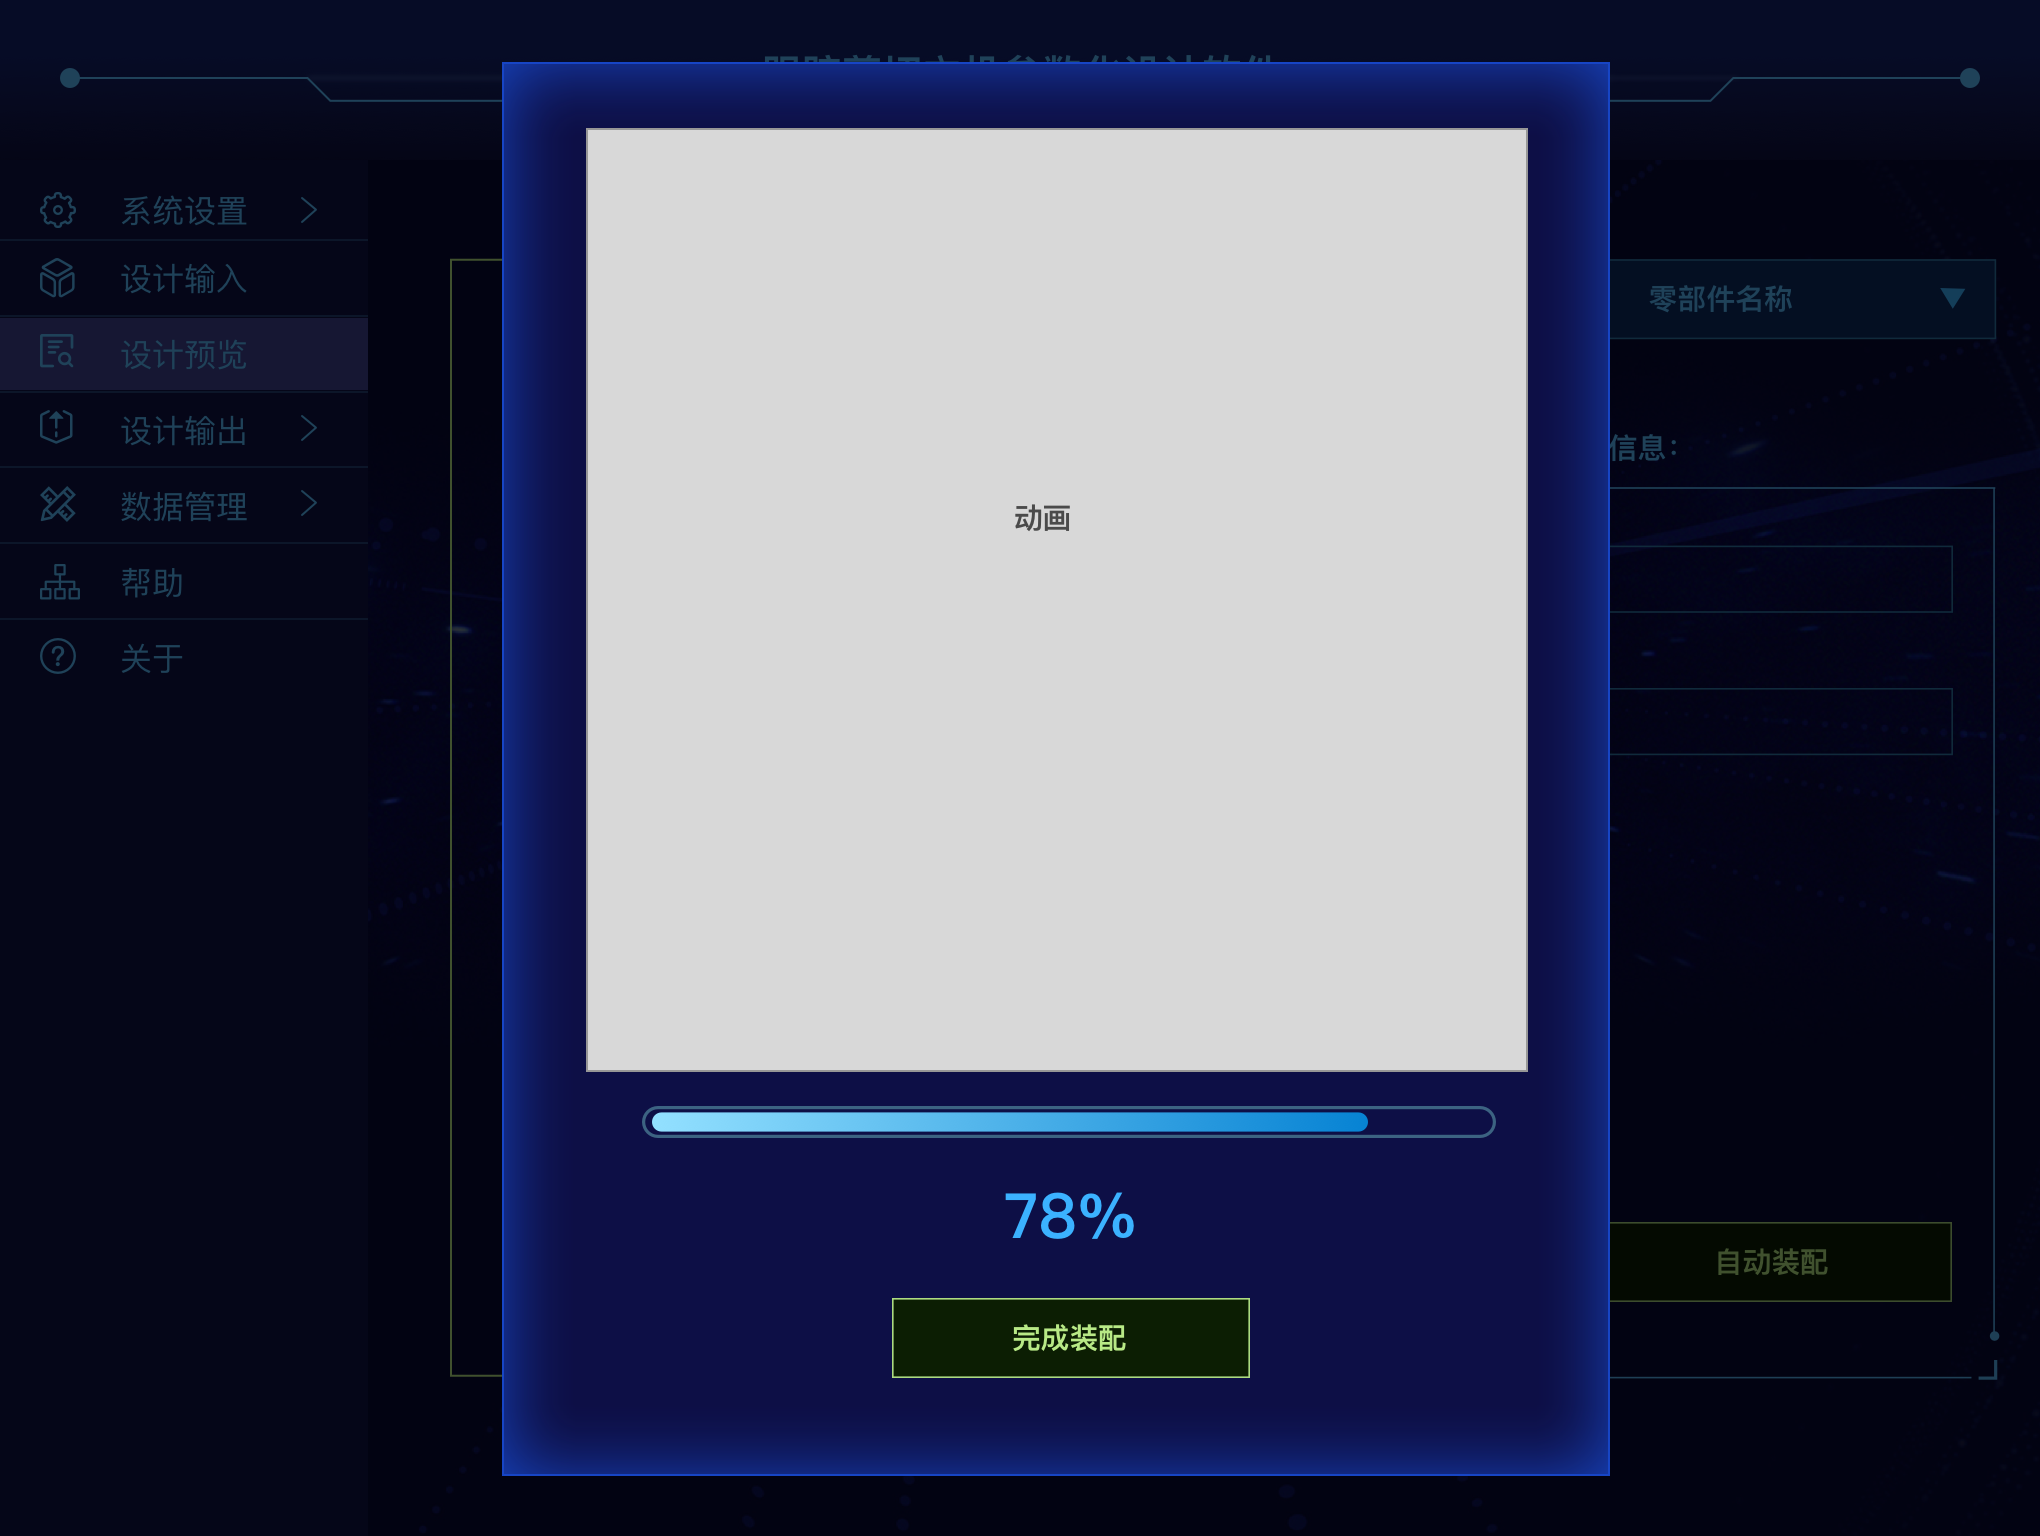 系统设置
设计输入
设计预览
设计输出
数据管理
帮助
关于
零部件名称
信息：
动画
78%
自动装配
完成装配